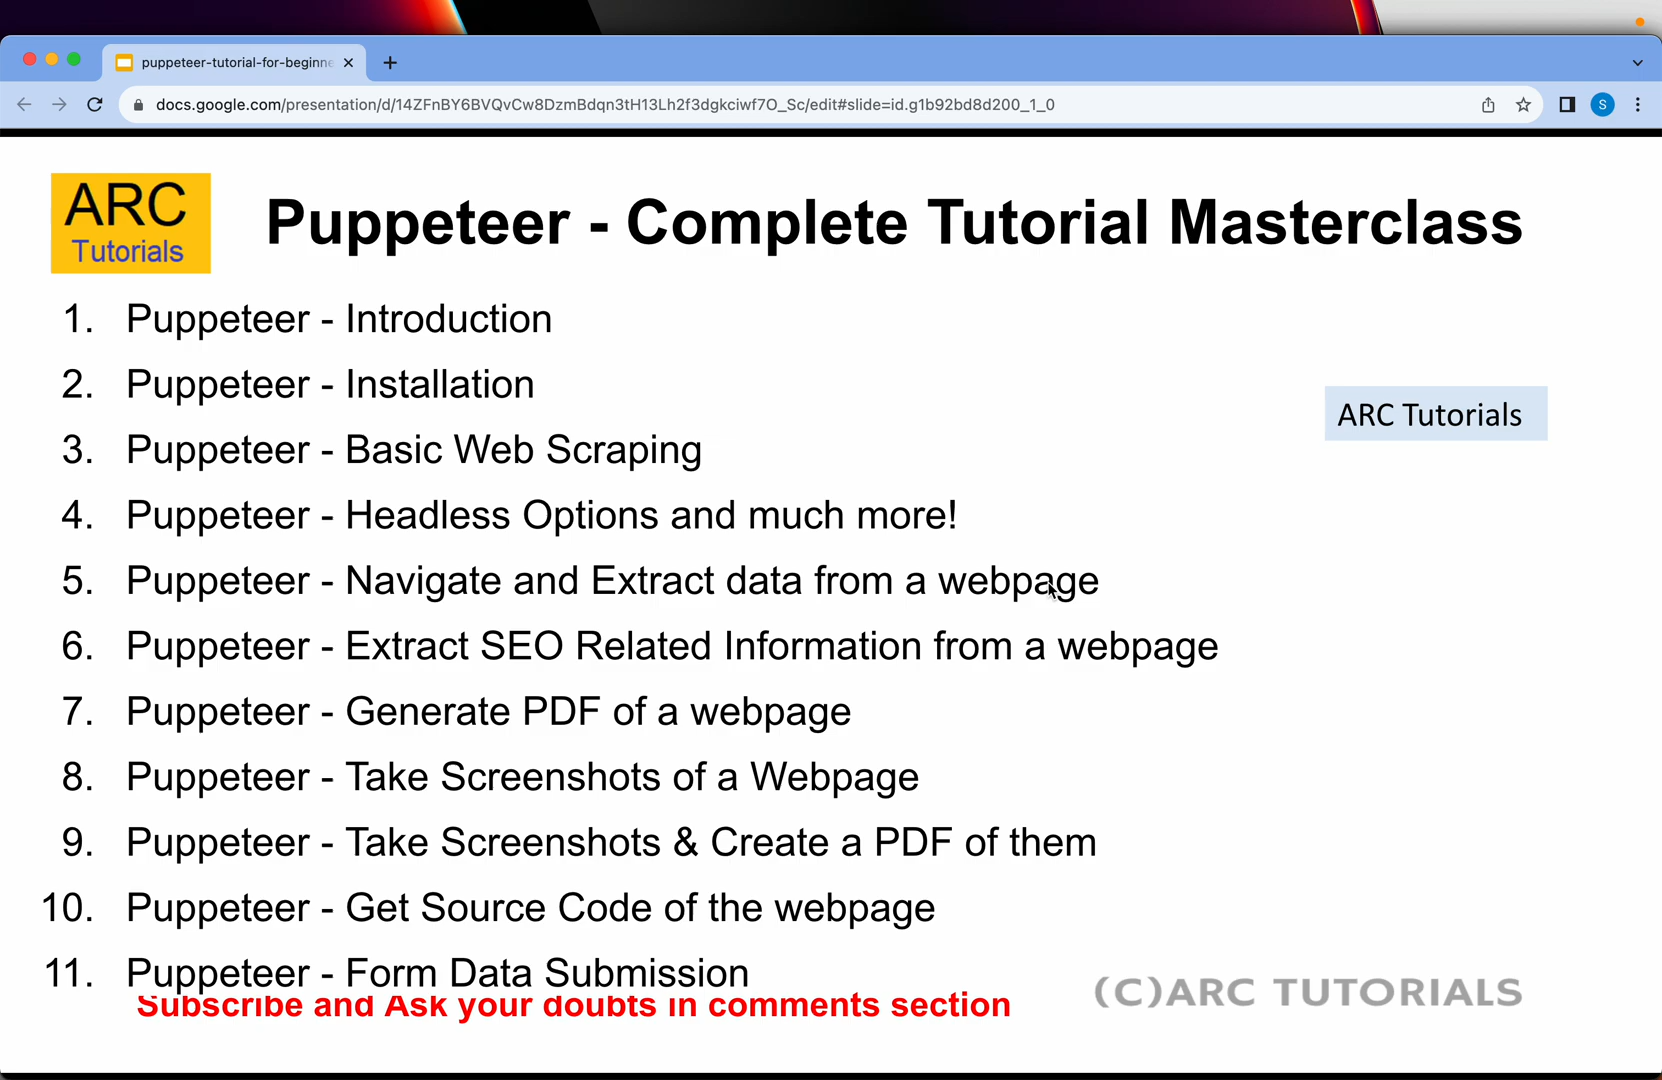 puppeteer-tutorial-for-beginne
docs.google.com/presentation/d/14ZFnBY6BVQvCw8DzmBdqn3tH13Lh2f3dgkciwf7O_Sc/edit#slide=id.g1b92bd8d200_1_0
S
ARC
Tutorials
Puppeteer - Complete Tutorial Masterclass
1. Puppeteer - Introduction
2. Puppeteer - Installation
ARC Tutorials
3. Puppeteer - Basic Web Scraping
4. Puppeteer - Headless Options and much more!
5. Puppeteer - Navigate and Extract data from a webpage
6. Puppeteer - Extract SEO Related Information from a webpage
7. Puppeteer - Generate PDF of a webpage
8. Puppeteer - Take Screenshots of a Webpage
9. Puppeteer - Take Screenshots & Create a PDF of them
10. Puppeteer - Get Source Code of the webpage
11. Puppeteer - Form Data Submission
Subscribe and Ask your doubts in comments section
(C)ARC TUTORIALS